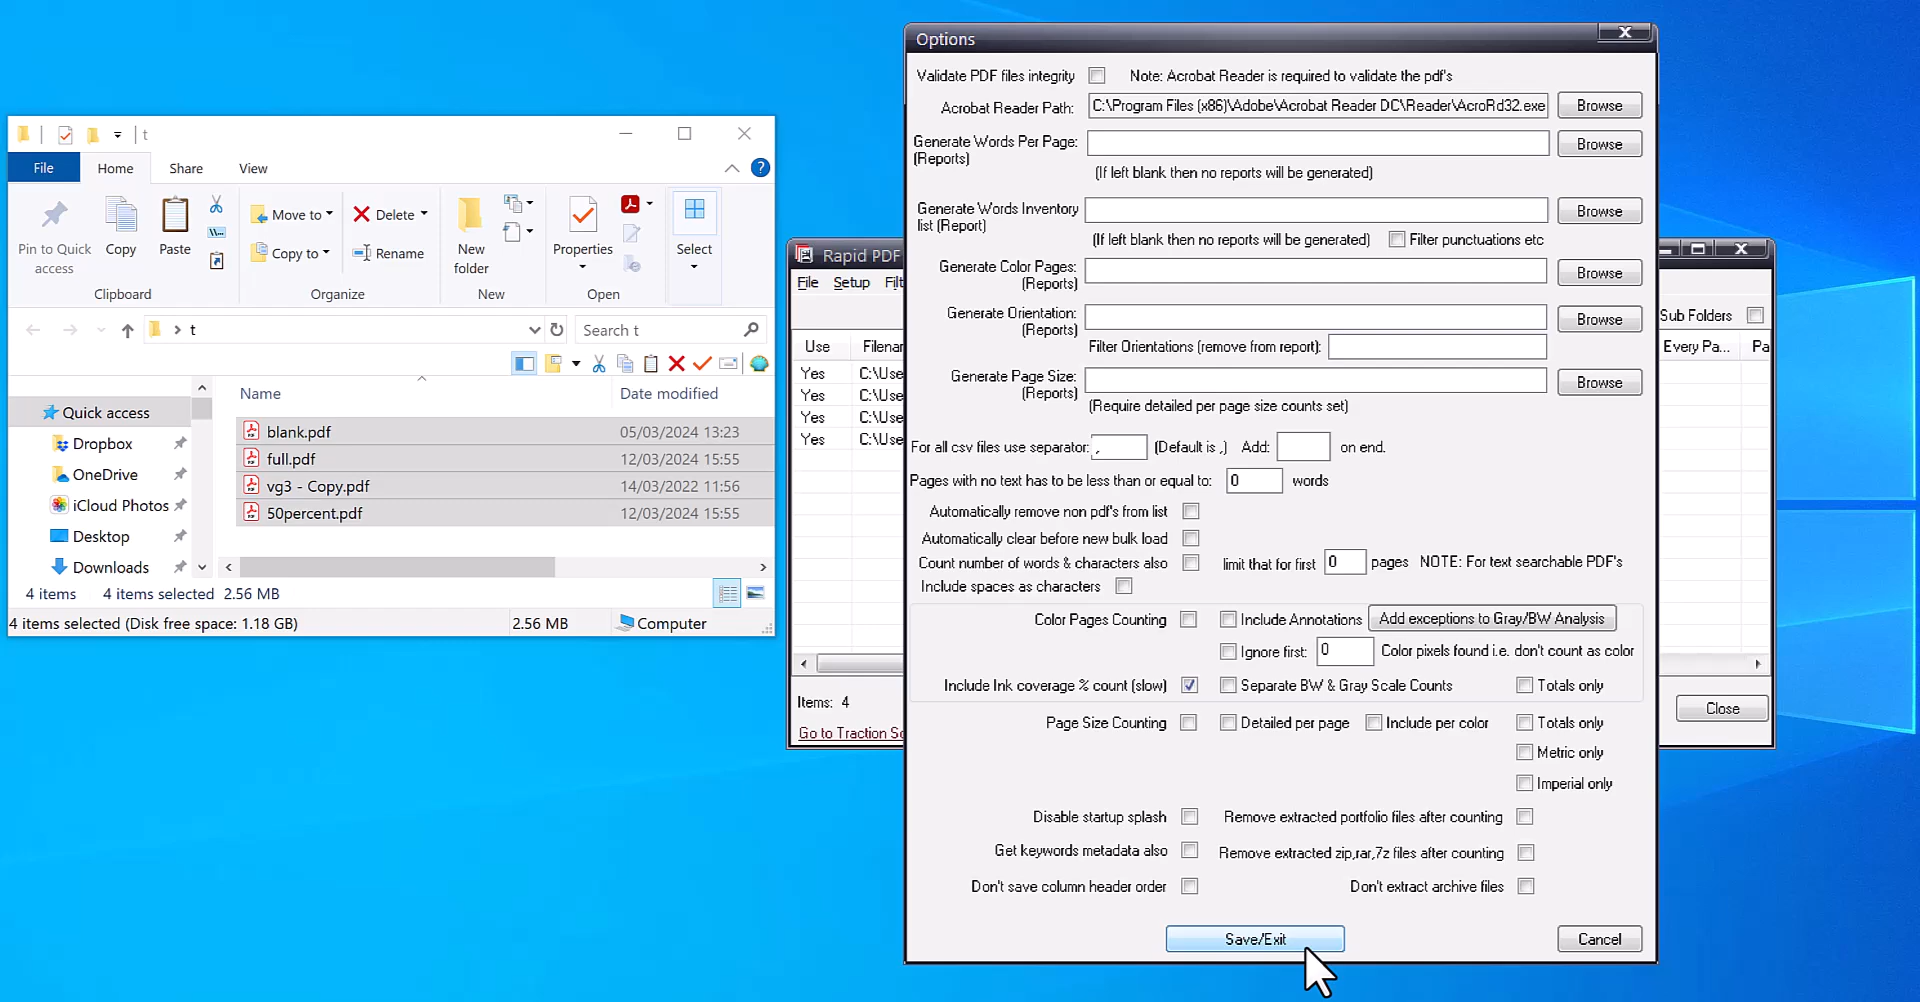 t
File
Home
Share
View
?
Pin to Quick access
Copy
Paste
Move to
Copy to
Delete
Rename
New folder
Properties
Select
Clipboard
Organize
New
Open
t
Search t
Name
Date modified
Quick access
Dropbox
OneDrive
iCloud Photos
Desktop
Downloads
blank.pdf 05/03/2024 13:23
full.pdf 12/03/2024 15:55
vg3 - Copy.pdf 14/03/2022 11:56
50percent.pdf 12/03/2024 15:55
4 items 4 items selected 2.56 MB
4 items selected (Disk free space: 1.18 GB) 2.56 MB Computer
Rapid PDF
File Setup Filt
Sub Folders
Use Filenar Every Pa... Pa
Yes C:\Use
Yes C:\Use
Yes C:\Use
Yes C:\Use
Items: 4
Go to Traction So
Close
Options
Validate PDF files integrity Note: Acrobat Reader is required to validate the pdf's
Acrobat Reader Path: C:\Program Files (x86)\Adobe\Acrobat Reader DC\Reader\AcroRd32.exe Browse
Generate Words Per Page: Browse
(Reports)
(If left blank then no reports will be generated)
Generate Words Inventory Browse
list (Report)
(If left blank then no reports will be generated) Filter punctuations etc
Generate Color Pages: Browse
(Reports)
Generate Orientation: Browse
(Reports)
Filter Orientations (remove from report):
Generate Page Size: Browse
(Reports)
(Require detailed per page size counts set)
For all csv files use separator: , (Default is ,) Add: on end.
Pages with no text has to be less than or equal to: 0 words
Automatically remove non pdf's from list
Automatically clear before new bulk load
Count number of words & characters also limit that for first 0 pages NOTE: For text searchable PDF's
Include spaces as characters
Color Pages Counting Include Annotations Add exceptions to Gray/BW Analysis
Ignore first: 0 Color pixels found i.e. don't count as color
Include Ink coverage % count (slow) Separate BW & Gray Scale Counts Totals only
Page Size Counting Detailed per page Include per color Totals only
Metric only
Imperial only
Disable startup splash Remove extracted portfolio files after counting
Get keywords metadata also Remove extracted zip,rar,7z files after counting
Don't save column header order Don't extract archive files
Save/Exit Cancel